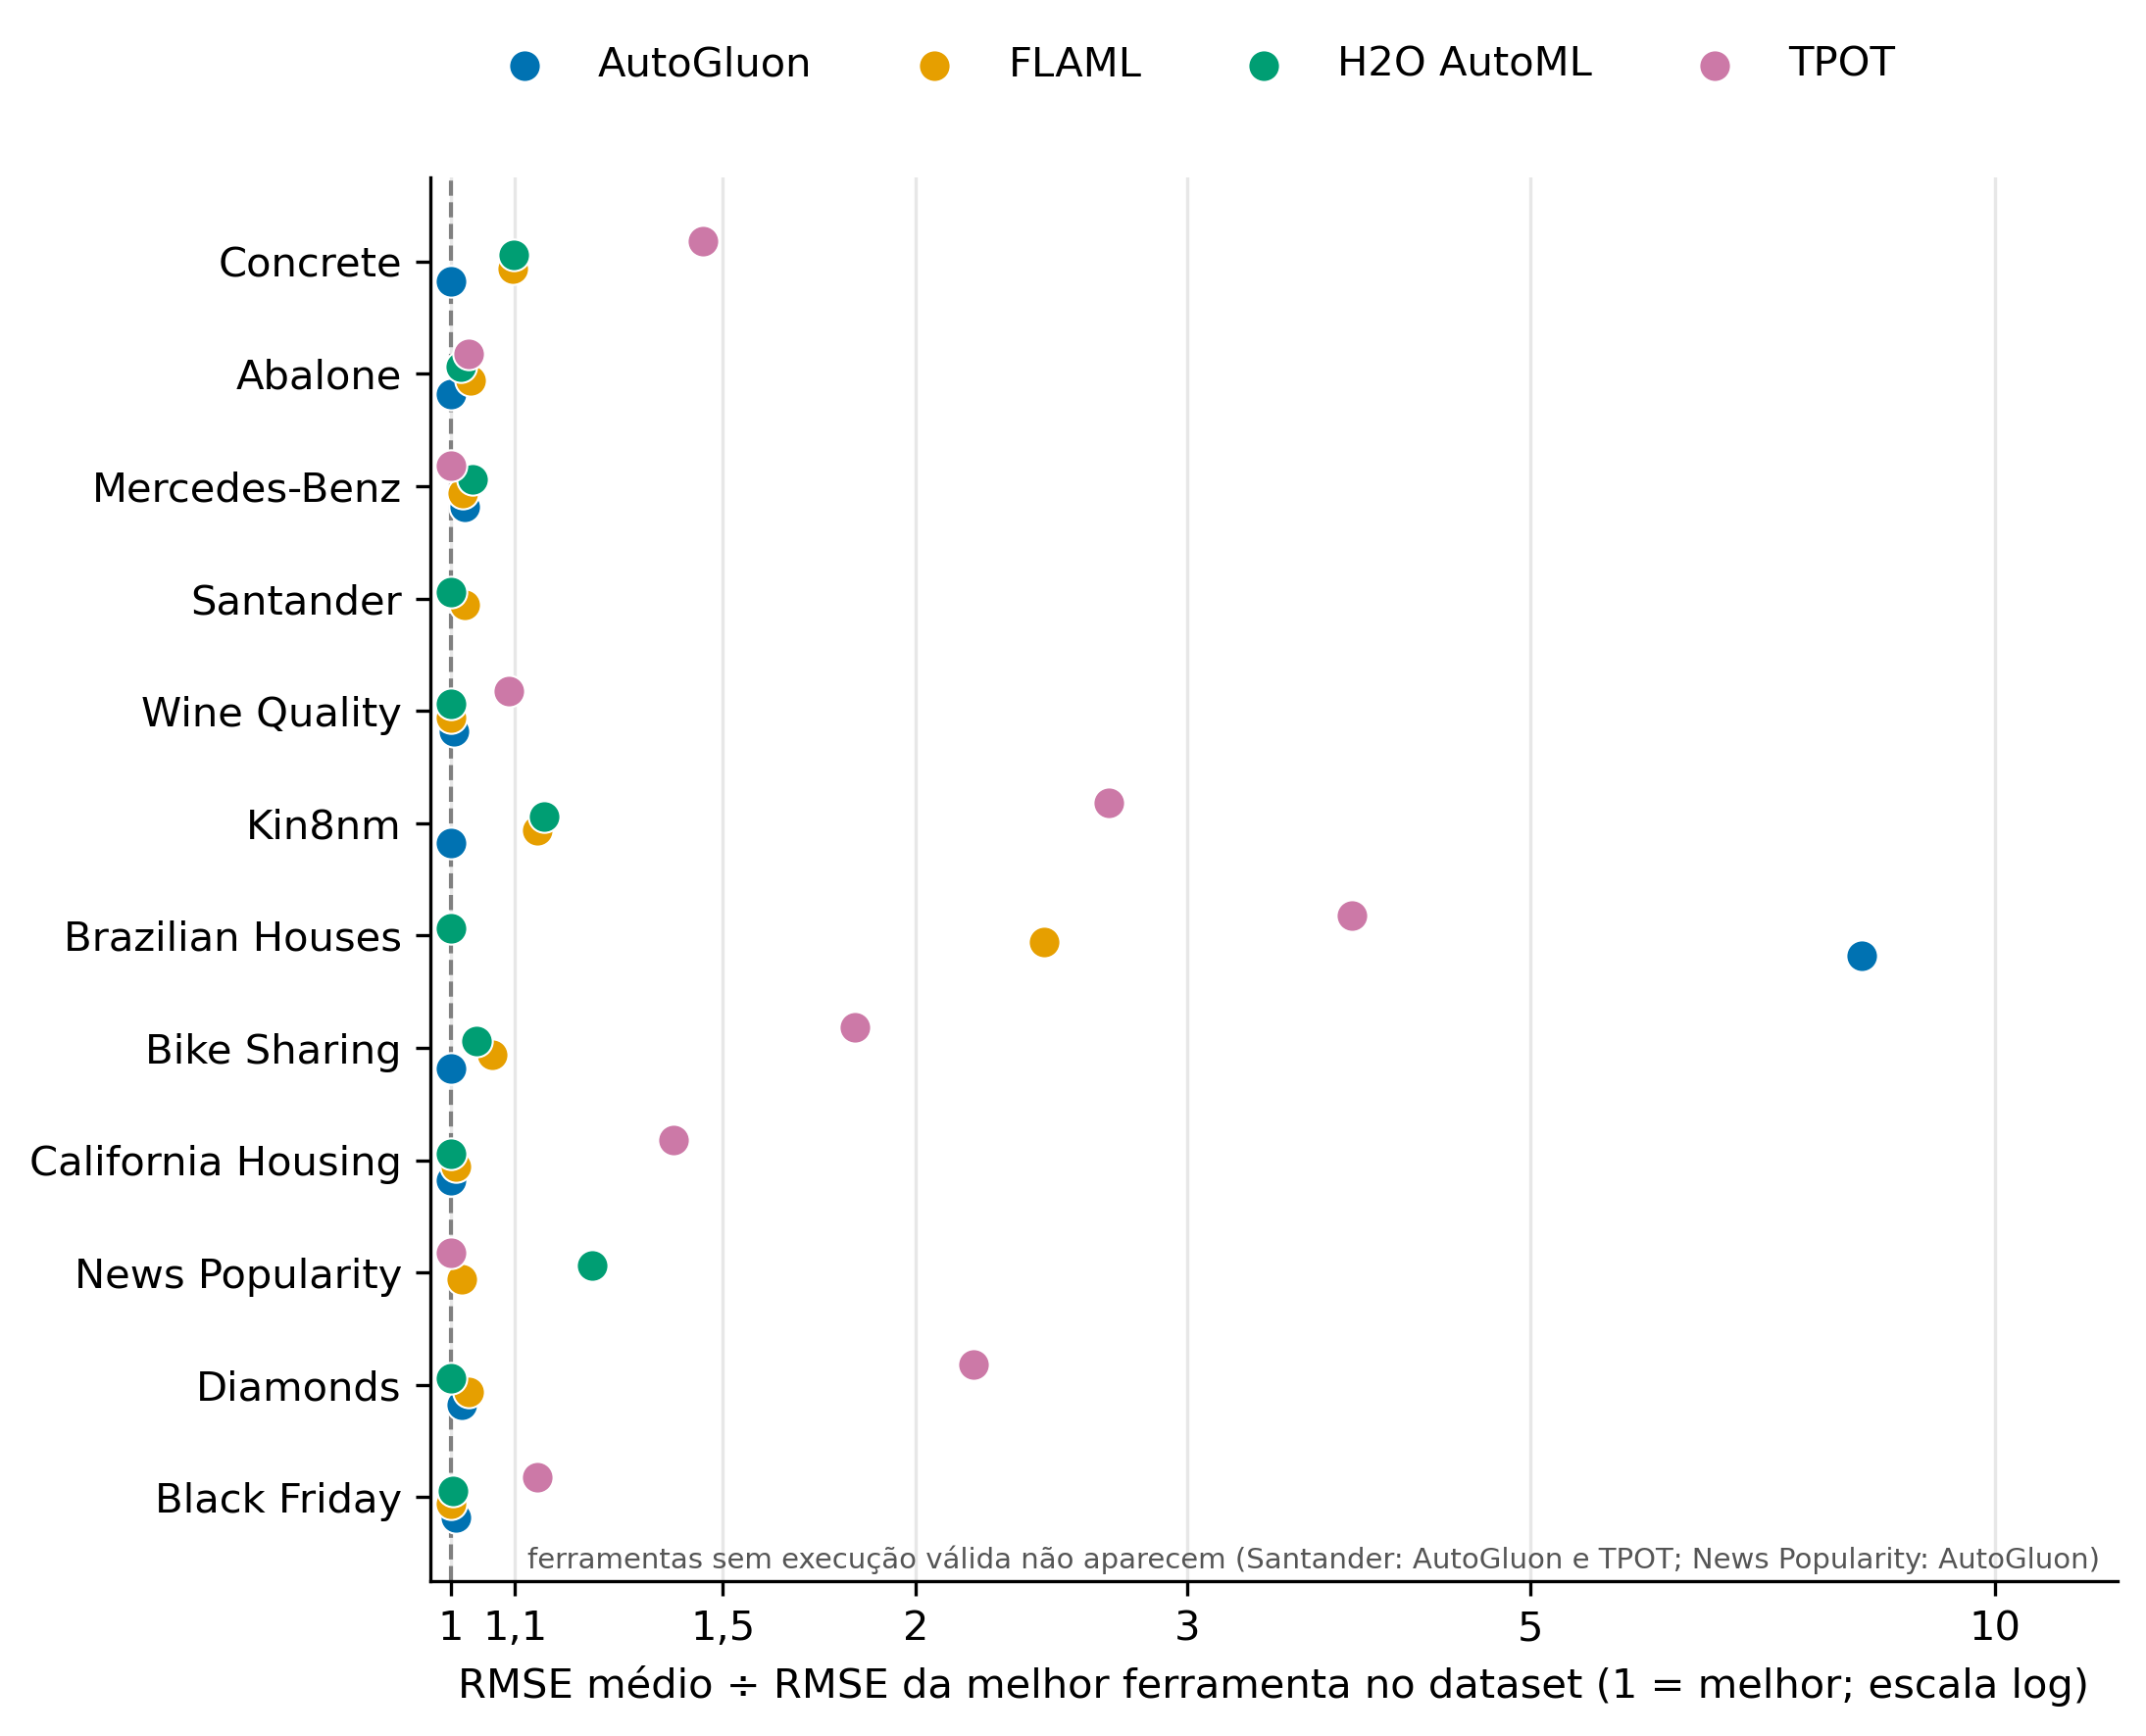 AutoGluon FLAML H2O AutoML TPOT
Concrete
Abalone
Mercedes-Benz
Santander
Wine Quality
Kin8nm
Brazilian Houses
Bike Sharing
California Housing
News Popularity
Diamonds
Black Friday
ferramentas sem execução válida não aparecem (Santander: AutoGluon e TPOT; News Popularity: AutoGluon)
1 1,1 1,5 2 3 5 10
RMSE médio ÷ RMSE da melhor ferramenta no dataset (1 = melhor; escala log)